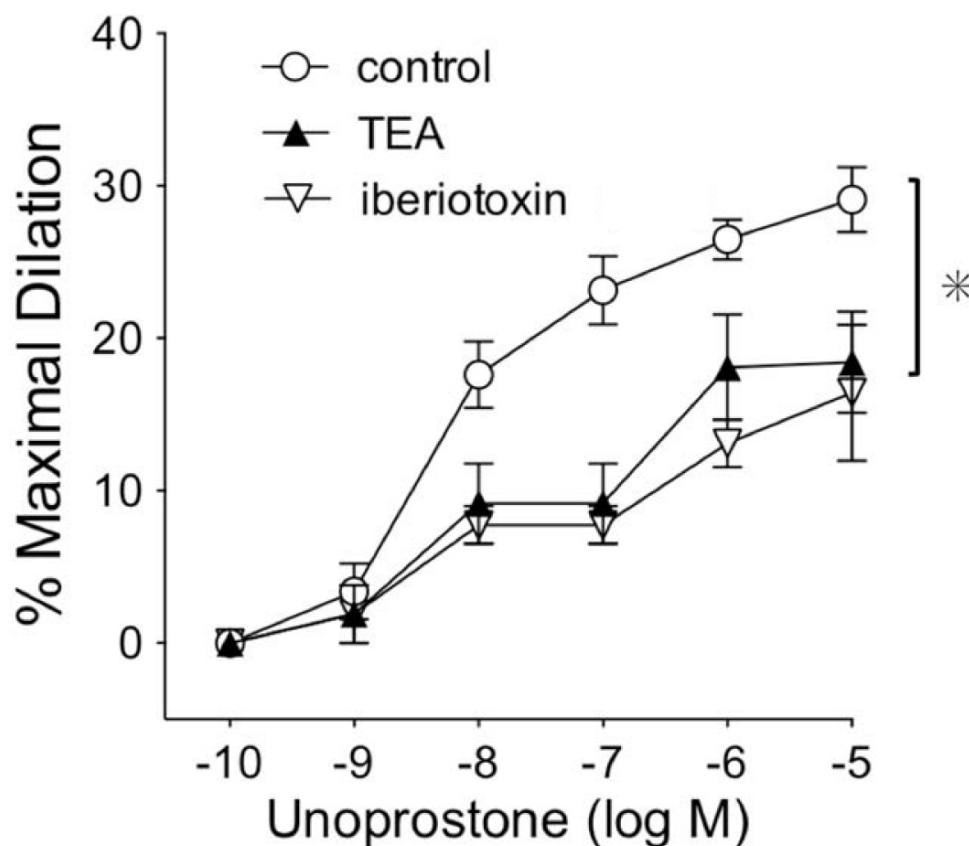 40
30
20
10
0
% Maximal Dilation
control
TEA
iberiotoxin
*
-10 -9 -8 -7 -6 -5
Unoprostone (log M)